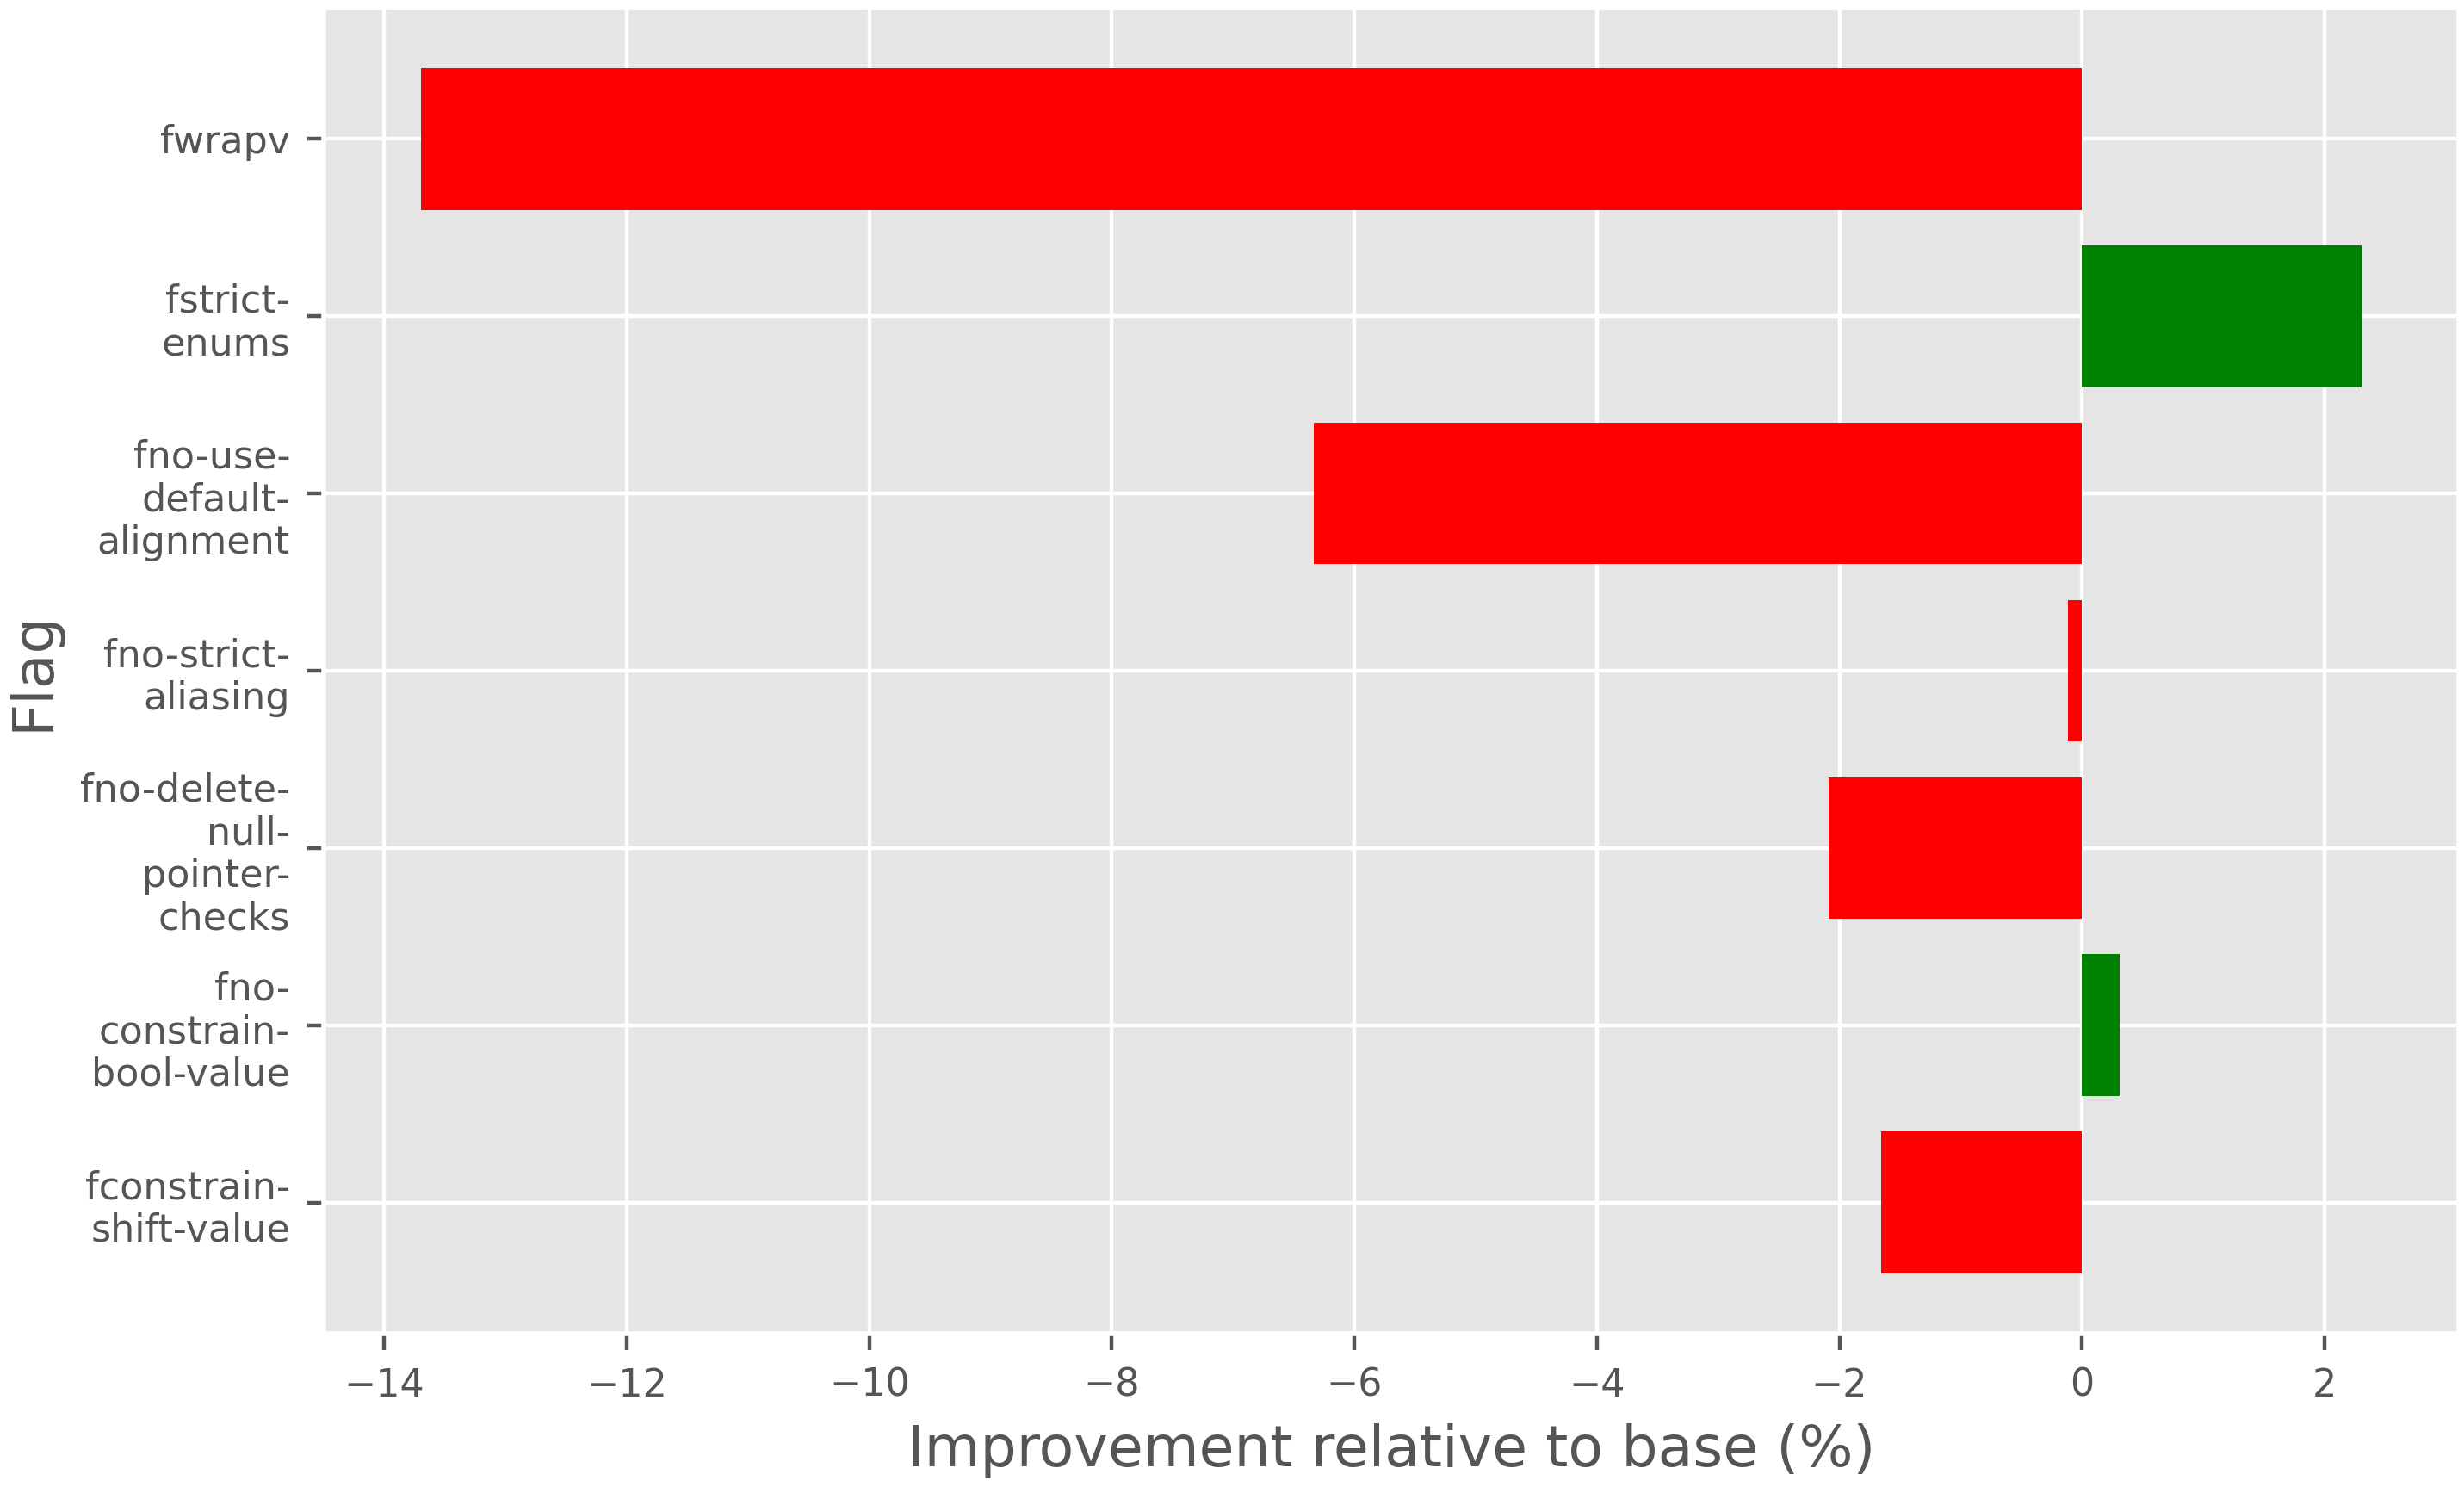 fwrapv
fstrict-
enums
fno-use-
default-
alignment
fno-strict-
aliasing
fno-delete-
null-
pointer-
checks
fno-
constrain-
bool-value
fconstrain-
shift-value
Flag
−14 −12 −10 −8 −6 −4 −2 0 2
Improvement relative to base (%)